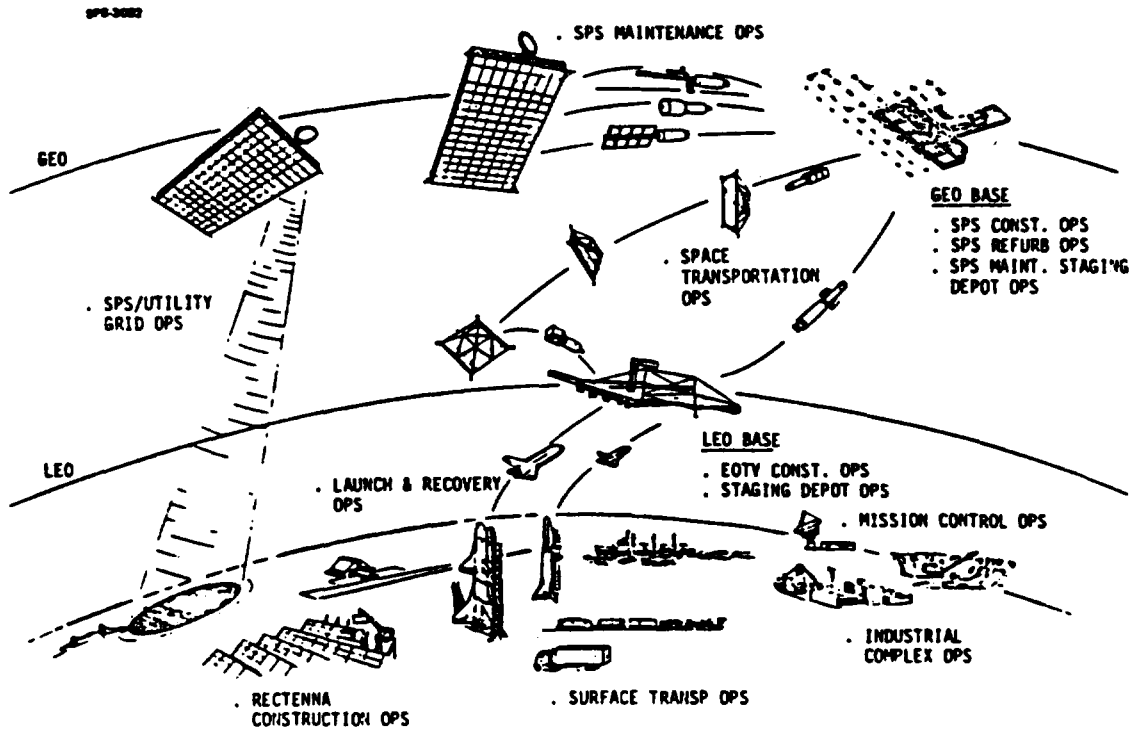 SPS-3082
. SPS MAINTENANCE OPS
GEO
GEO BASE
. SPS CONST. OPS
. SPS REFURB OPS
. SPS MAINT. STAGING
DEPOT OPS
. SPACE
TRANSPORTATION
OPS
. SPS/UTILITY
GRID OPS
LEO
LEO BASE
. EOTV CONST. OPS
. STAGING DEPOT OPS
. LAUNCH & RECOVERY
OPS
. MISSION CONTROL OPS
. INDUSTRIAL
COMPLEX OPS
. RECTENNA
CONSTRUCTION OPS
. SURFACE TRANSP OPS